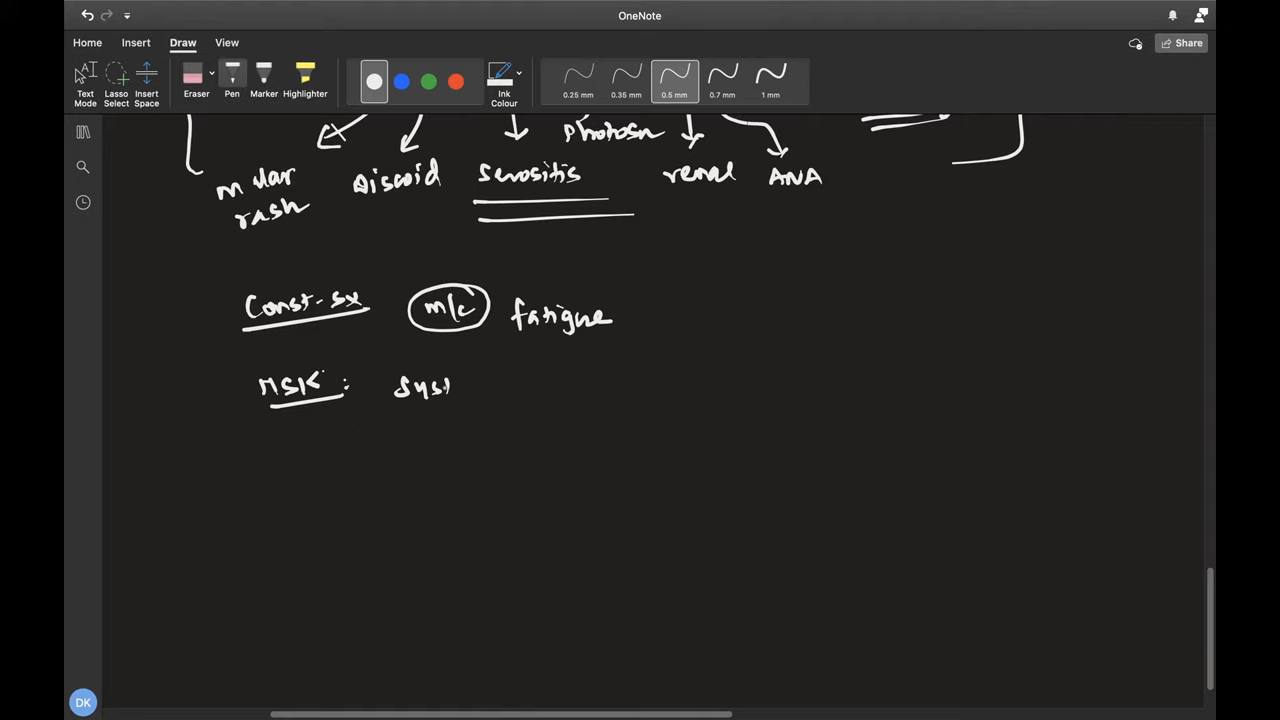 OneNote
Home Insert Draw View
Share
Text Mode
Lasso Select
Insert Space
Eraser
Pen
Marker
Highlighter
Ink Colour
0.25 mm
0.35 mm
0.5 mm
0.7 mm
1 mm
photosn
m lar rash
Discoid
Serositis
renal
ANA
Const-sx m/c fatigue
MSK : Syst
DK